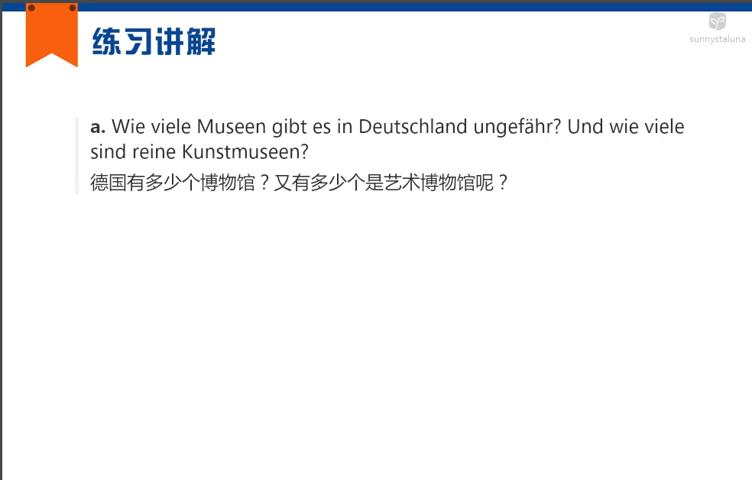 练习讲解
sunnystaluna
a. Wie viele Museen gibt es in Deutschland ungefähr? Und wie viele
sind reine Kunstmuseen?
德国有多少个博物馆？又有多少个是艺术博物馆呢？